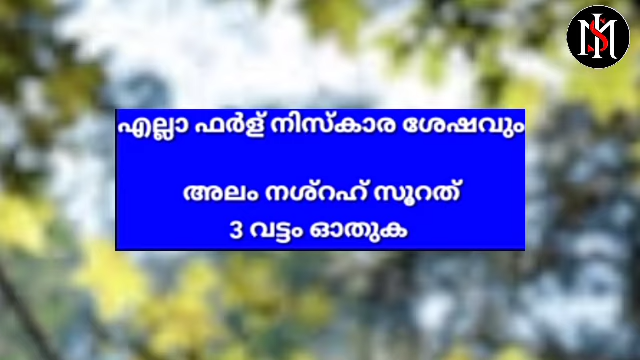 എല്ലാ ഫർള് നിസ്കാര ശേഷവും
അലം നശ്റഹ് സൂറത്
3 വട്ടം ഓതുക